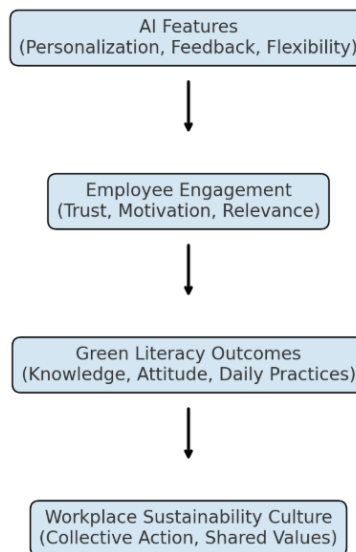 AI Features
(Personalization, Feedback, Flexibility)
Employee Engagement
(Trust, Motivation, Relevance)
Green Literacy Outcomes
(Knowledge, Attitude, Daily Practices)
Workplace Sustainability Culture
(Collective Action, Shared Values)